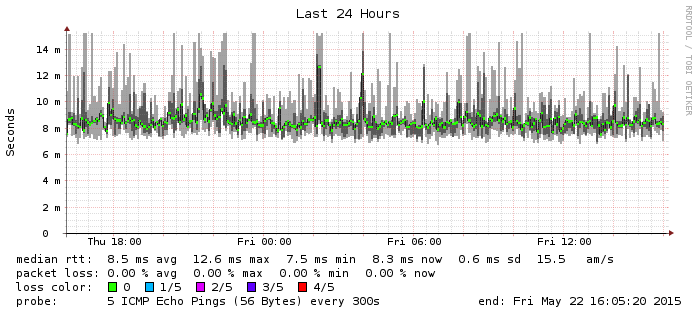 Last 24 Hours
RRDTOOL / TOBI OETIKER
Seconds
14 m
12 m
10 m
8 m
6 m
4 m
2 m
0
Thu 18:00 Fri 00:00 Fri 06:00 Fri 12:00
median rtt: 8.5 ms avg 12.6 ms max 7.5 ms min 8.3 ms now 0.6 ms sd 15.5 am/s
packet loss: 0.00 % avg 0.00 % max 0.00 % min 0.00 % now
loss color: 0 1/5 2/5 3/5 4/5
probe: 5 ICMP Echo Pings (56 Bytes) every 300s end: Fri May 22 16:05:20 2015